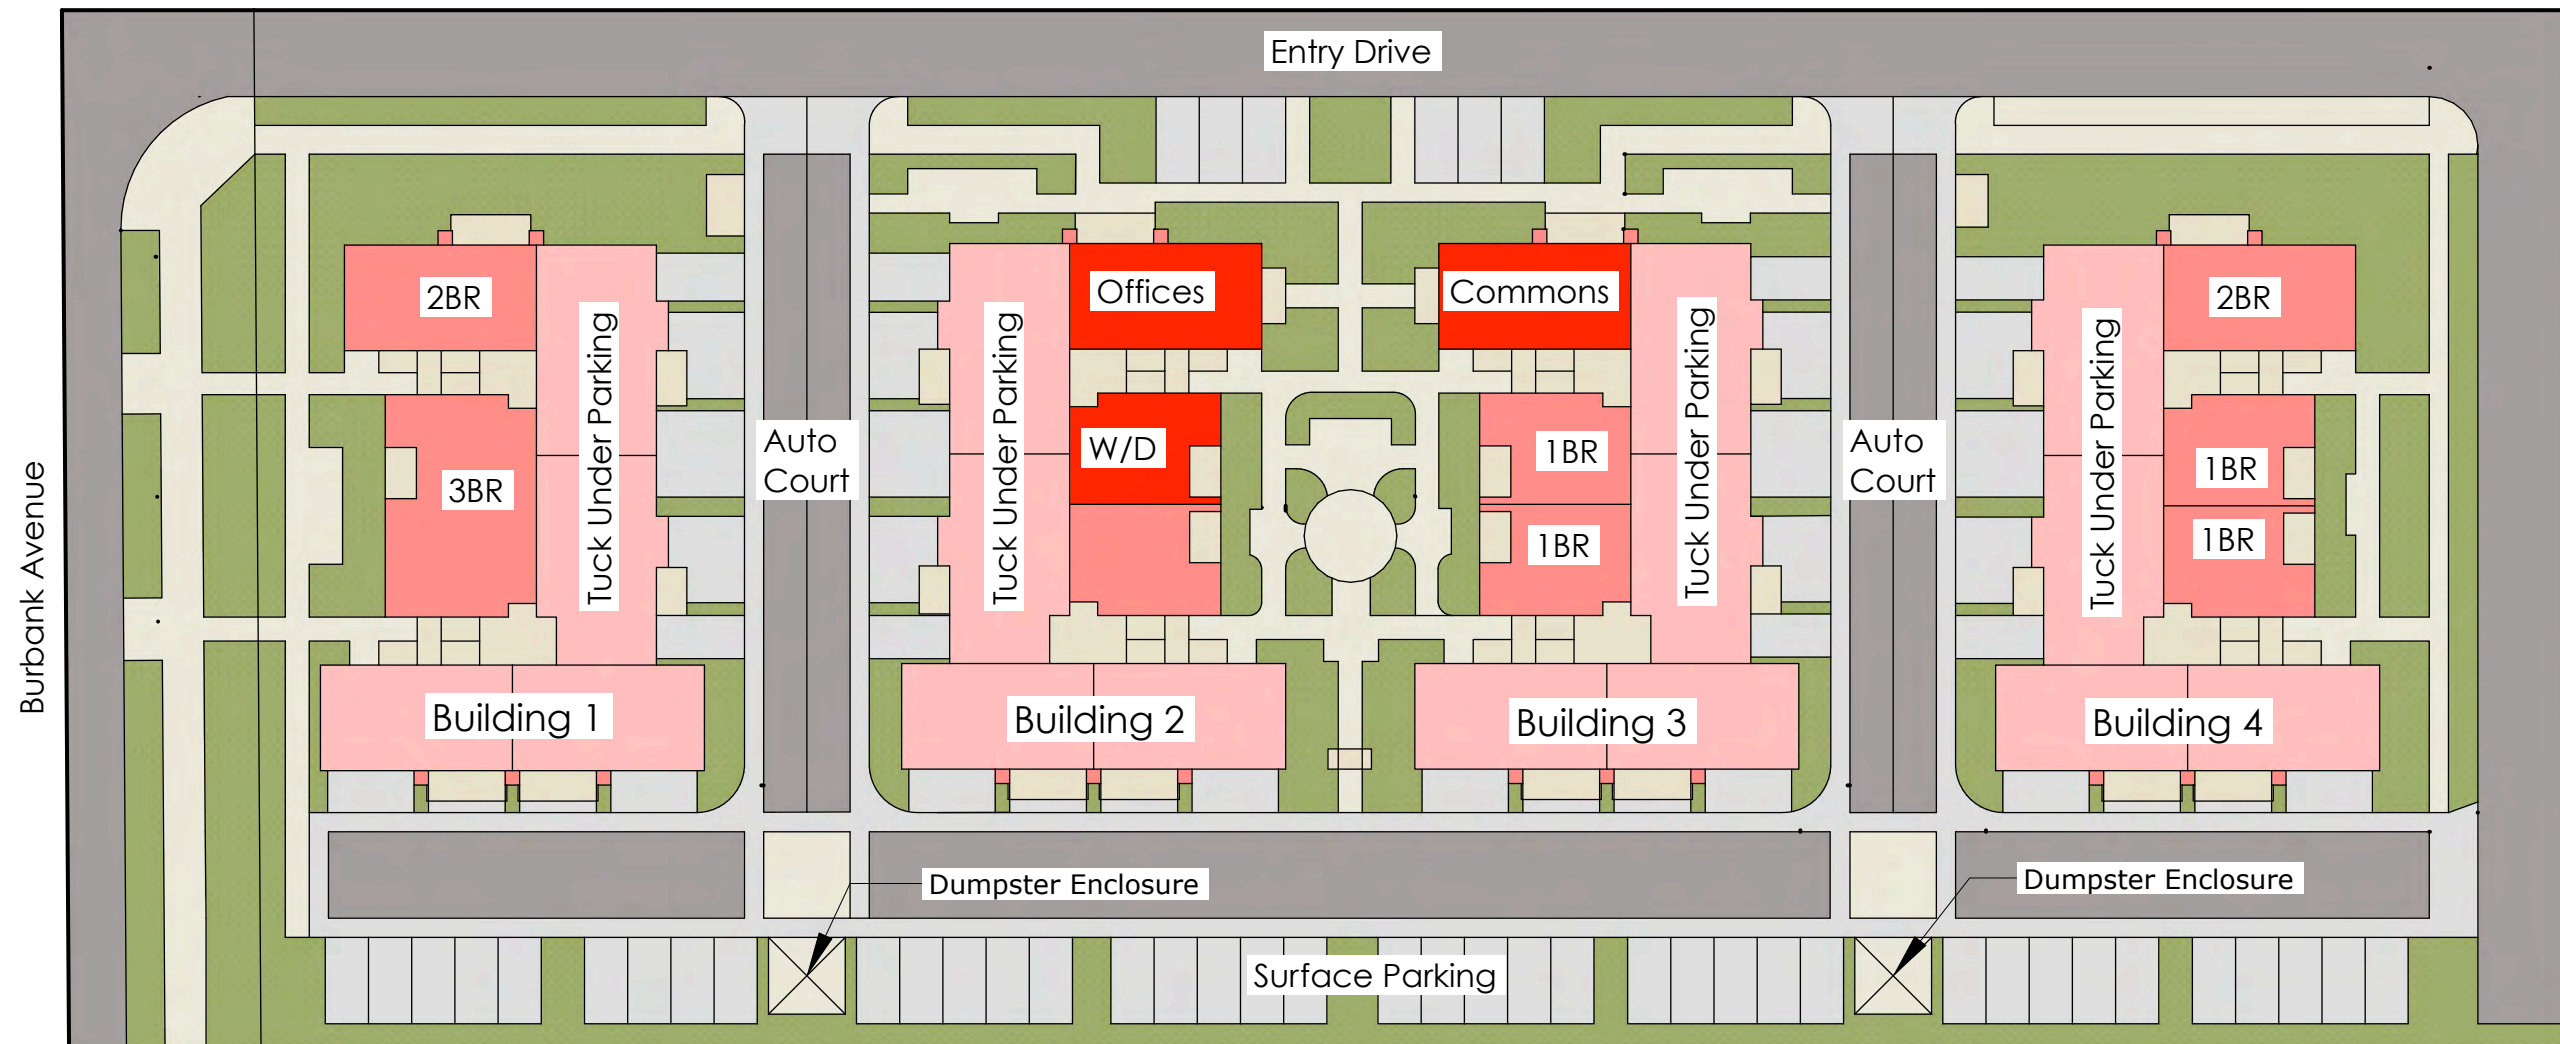 Entry Drive
2BR
Offices
Commons
2BR
Tuck Under Parking
Tuck Under Parking
Tuck Under Parking
Tuck Under Parking
Auto
Court
Auto
Court
3BR
W/D
1BR
1BR
1BR
1BR
Burbank Avenue
Building 1
Building 2
Building 3
Building 4
Dumpster Enclosure
Dumpster Enclosure
Surface Parking